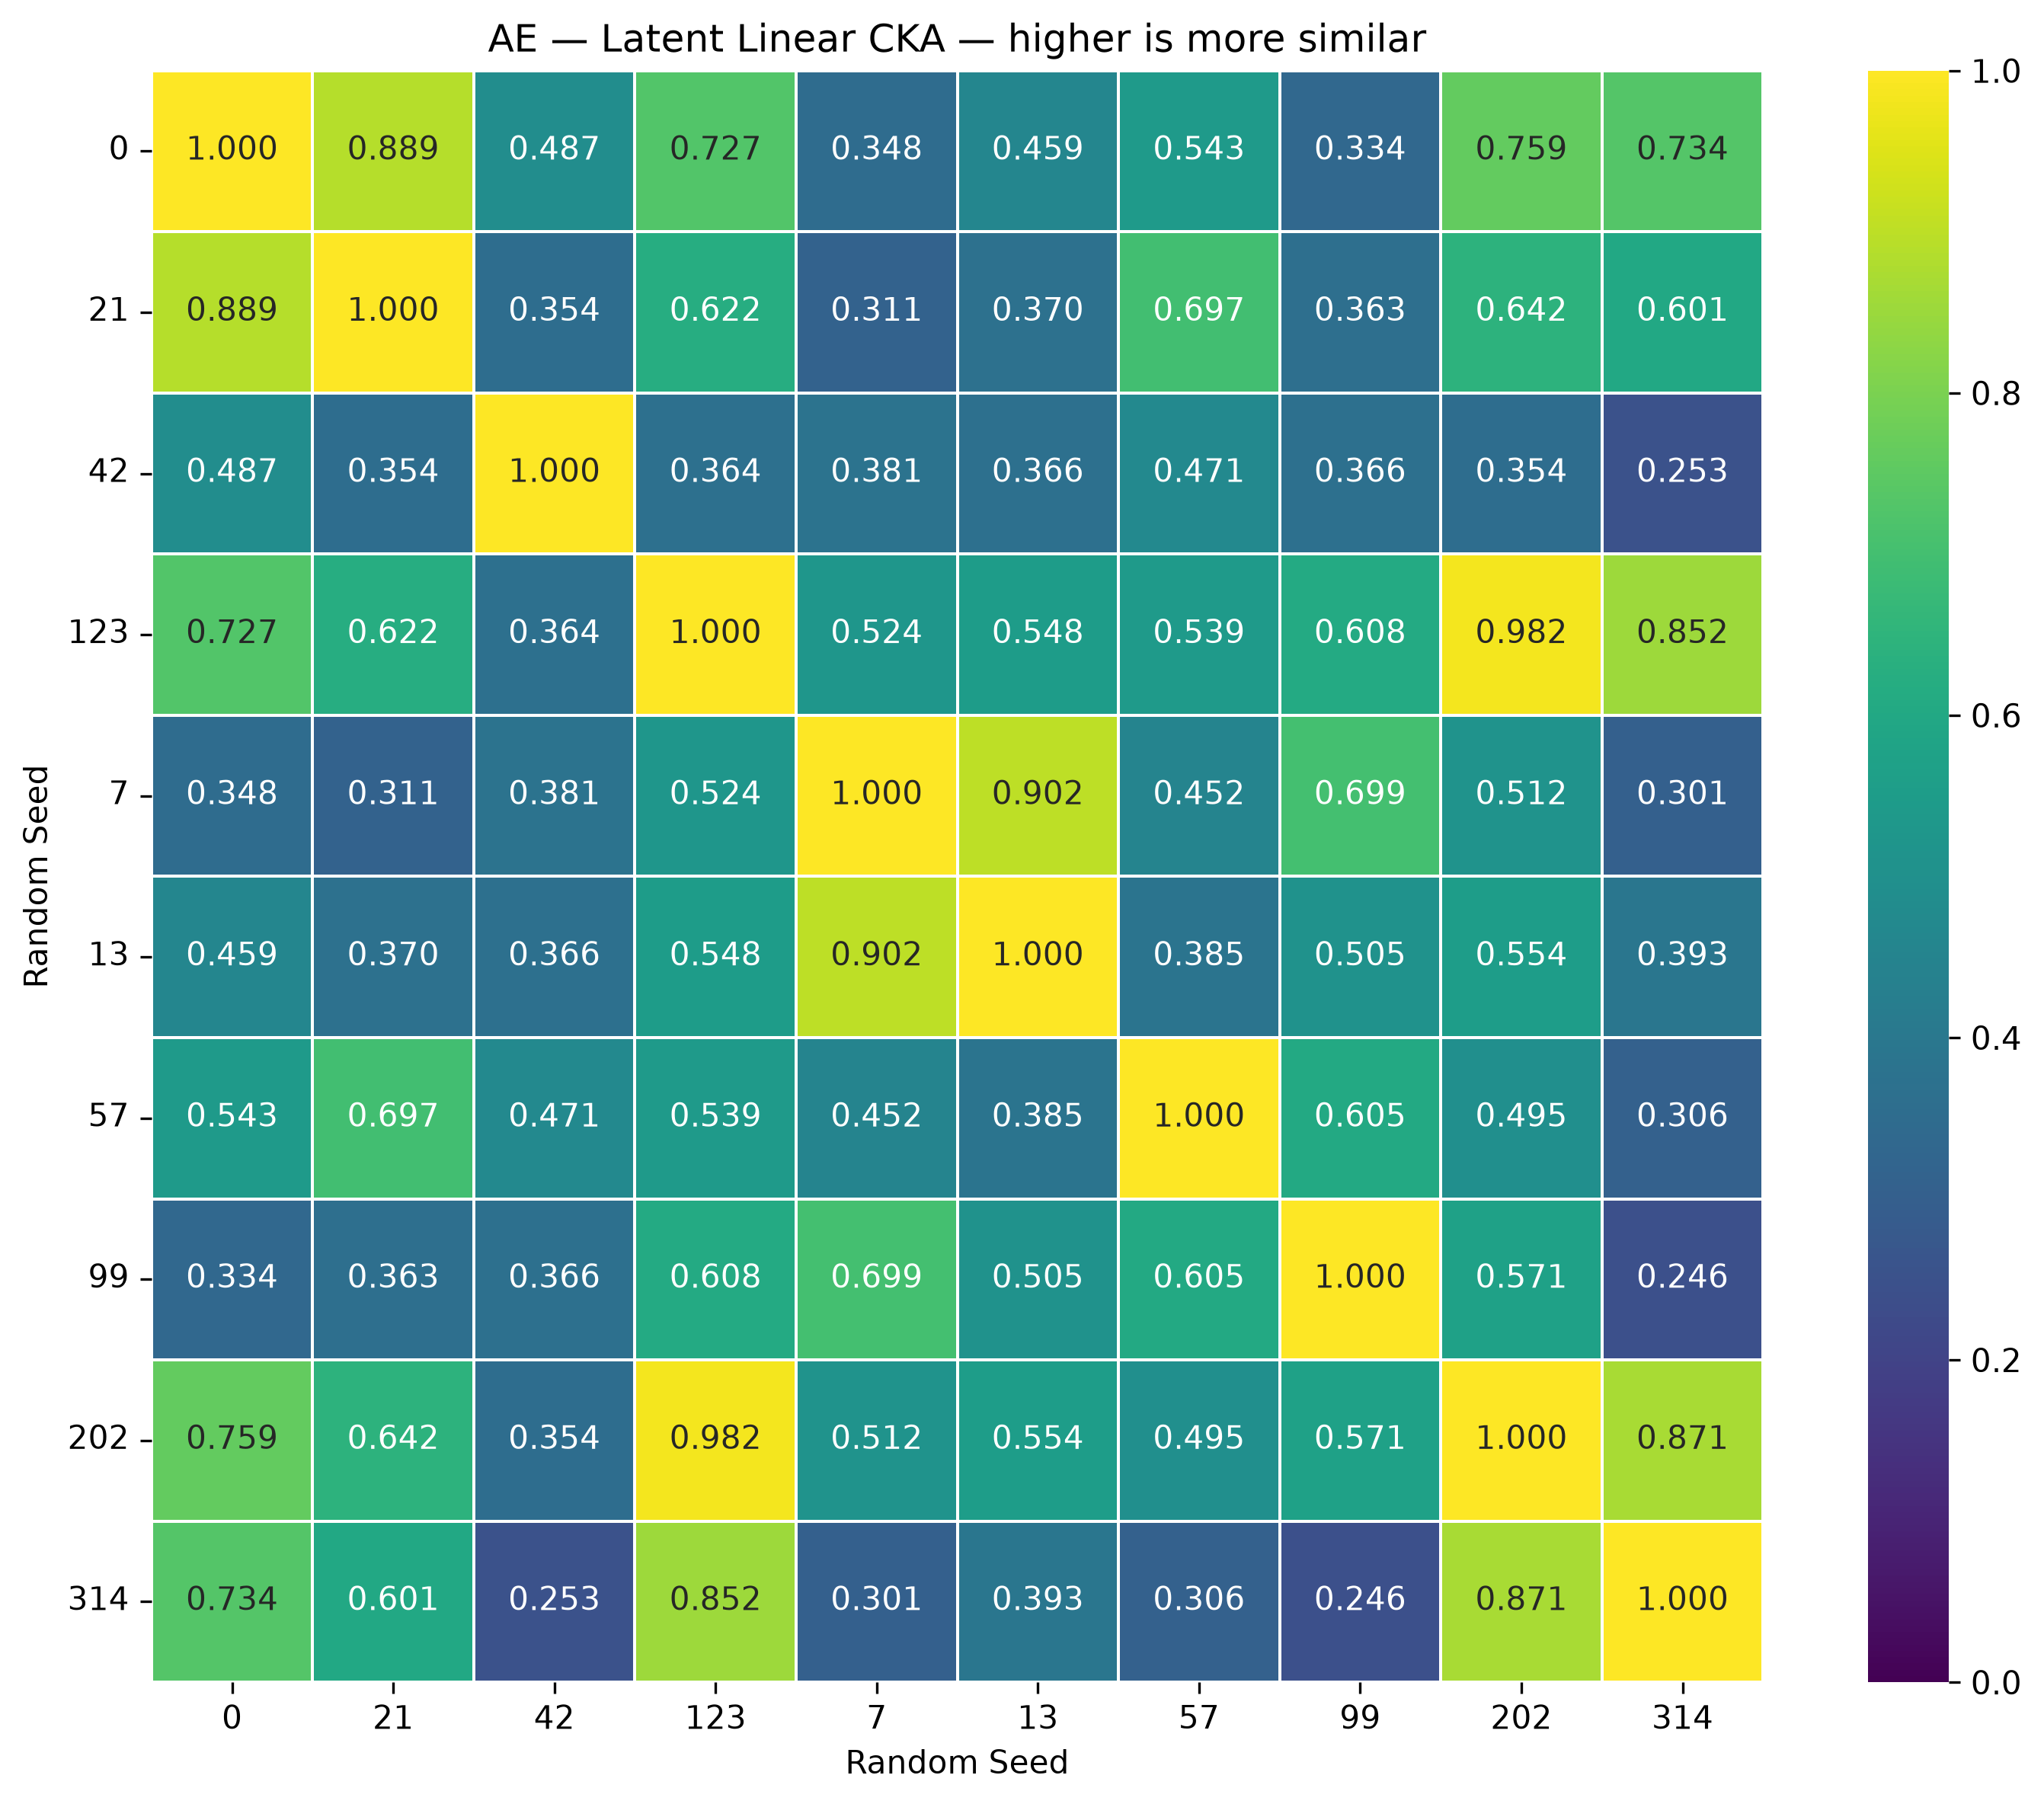 AE — Latent Linear CKA — higher is more similar
0 1.000 0.889 0.487 0.727 0.348 0.459 0.543 0.334 0.759 0.734
21 0.889 1.000 0.354 0.622 0.311 0.370 0.697 0.363 0.642 0.601
42 0.487 0.354 1.000 0.364 0.381 0.366 0.471 0.366 0.354 0.253
123 0.727 0.622 0.364 1.000 0.524 0.548 0.539 0.608 0.982 0.852
7 0.348 0.311 0.381 0.524 1.000 0.902 0.452 0.699 0.512 0.301
13 0.459 0.370 0.366 0.548 0.902 1.000 0.385 0.505 0.554 0.393
57 0.543 0.697 0.471 0.539 0.452 0.385 1.000 0.605 0.495 0.306
99 0.334 0.363 0.366 0.608 0.699 0.505 0.605 1.000 0.571 0.246
202 0.759 0.642 0.354 0.982 0.512 0.554 0.495 0.571 1.000 0.871
314 0.734 0.601 0.253 0.852 0.301 0.393 0.306 0.246 0.871 1.000
0 21 42 123 7 13 57 99 202 314
Random Seed
Random Seed
1.0
0.8
0.6
0.4
0.2
0.0